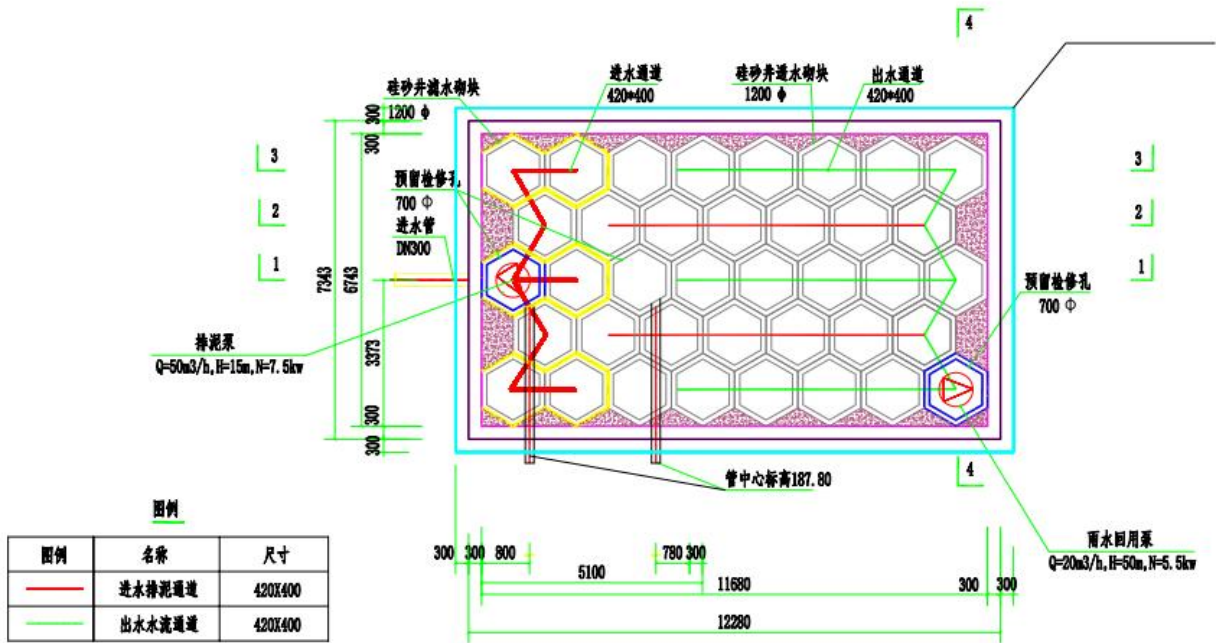 4
硅砂井滤水砌块
1200 Φ
进水通道
420*400
硅砂井透水砌块
1200 Φ
出水通道
420*400
300
300
3
3
预留检修孔
700 Φ
2
2
进水管
DN300
1
1
预留检修孔
700 Φ
7343
6743
3373
排泥泵
Q=50m3/h,H=15m,N=7.5kw
300
300
管中心标高187.80
4
图例
雨水回用泵
Q=20m3/h,H=50m,N=5.5kw
300 300 800 780 300
5100
11680 300 300
12280
图例 名称 尺寸
进水排泥通道 420X400
出水水流通道 420X400